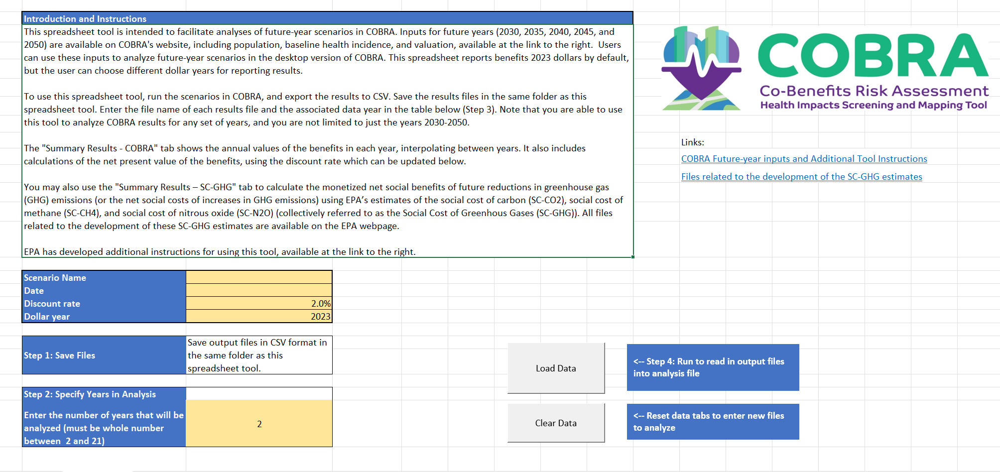 Introduction and Instructions
This spreadsheet tool is intended to facilitate analyses of future-year scenarios in COBRA. Inputs for future years (2030, 2035, 2040, 2045, and
2050) are available on COBRA's website, including population, baseline health incidence, and valuation, available at the link to the right.  Users
can use these inputs to analyze future-year scenarios in the desktop version of COBRA. This spreadsheet reports benefits 2023 dollars by default,
but the user can choose different dollar years for reporting results.
To use this spreadsheet tool, run the scenarios in COBRA, and export the results to CSV. Save the results files in the same folder as this
spreadsheet tool. Enter the file name of each results file and the associated data year in the table below (Step 3). Note that you are able to use
this tool to analyze COBRA results for any set of years, and you are not limited to just the years 2030-2050.
The "Summary Results - COBRA" tab shows the annual values of the benefits in each year, interpolating between years. It also includes
calculations of the net present value of the benefits, using the discount rate which can be updated below.
You may also use the "Summary Results – SC-GHG" tab to calculate the monetized net social benefits of future reductions in greenhouse gas
(GHG) emissions (or the net social costs of increases in GHG emissions) using EPA’s estimates of the social cost of carbon (SC-CO2), social cost of
methane (SC-CH4), and social cost of nitrous oxide (SC-N2O) (collectively referred to as the Social Cost of Greenhous Gases (SC-GHG)). All files
related to the development of these SC-GHG estimates are available on the EPA webpage.
EPA has developed additional instructions for using this tool, available at the link to the right.
COBRA
Co-Benefits Risk Assessment
Health Impacts Screening and Mapping Tool
Links:
COBRA Future-year inputs and Additional Tool Instructions
Files related to the development of the SC-GHG estimates
Scenario Name
Date
Discount rate 2.0%
Dollar year 2023
Step 1: Save Files
Save output files in CSV format in
the same folder as this
spreadsheet tool.
Step 2: Specify Years in Analysis
Enter the number of years that will be
analyzed (must be whole number
between  2 and 21)
2
Load Data
<-- Step 4: Run to read in output files
into analysis file
Clear Data
<-- Reset data tabs to enter new files
to analyze